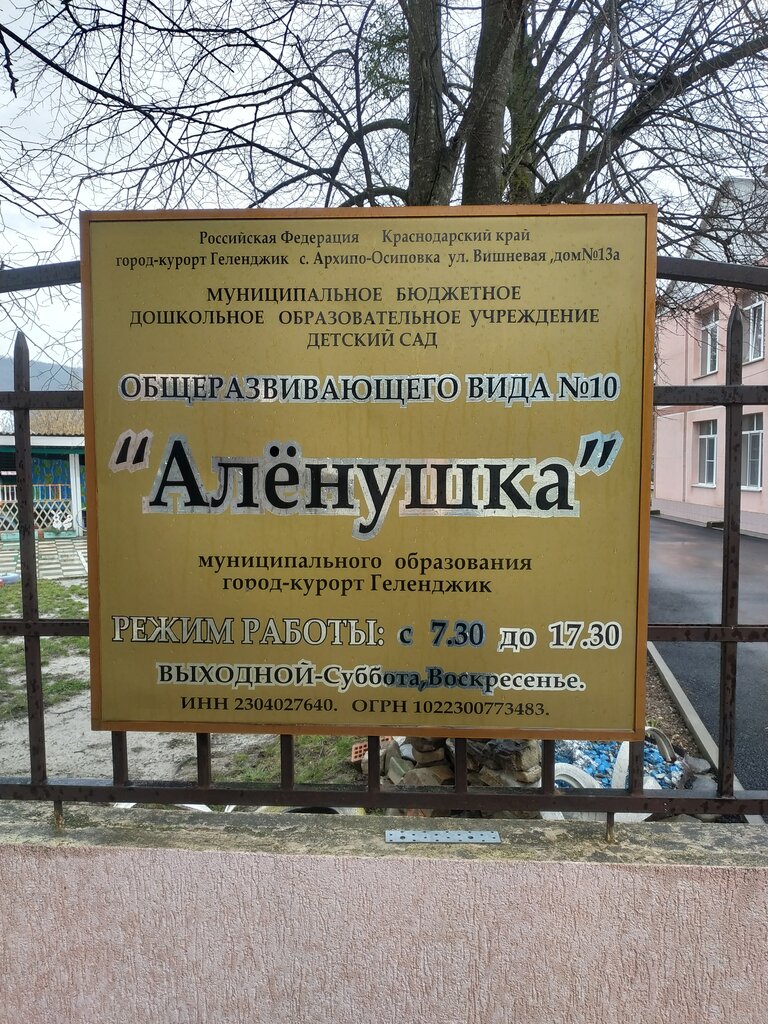 Российская Федерация Краснодарский край
город-курорт Геленджик с. Архипо-Осиповка ул. Вишневая ,дом№13а
МУНИЦИПАЛЬНОЕ БЮДЖЕТНОЕ
ДОШКОЛЬНОЕ ОБРАЗОВАТЕЛЬНОЕ УЧРЕЖДЕНИЕ
ДЕТСКИЙ САД
ОБЩЕРАЗВИВАЮЩЕГО ВИДА №10
“Алёнушка”
муниципального образования
город-курорт Геленджик
РЕЖИМ РАБОТЫ: с 7.30 до 17.30
ВЫХОДНОЙ-Суббота,Воскресенье.
ИНН 2304027640. ОГРН 1022300773483.